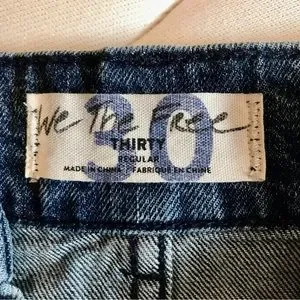 We The Free
30
THIRTY
REGULAR
MADE IN CHINA / FABRIQUÉ EN CHINE